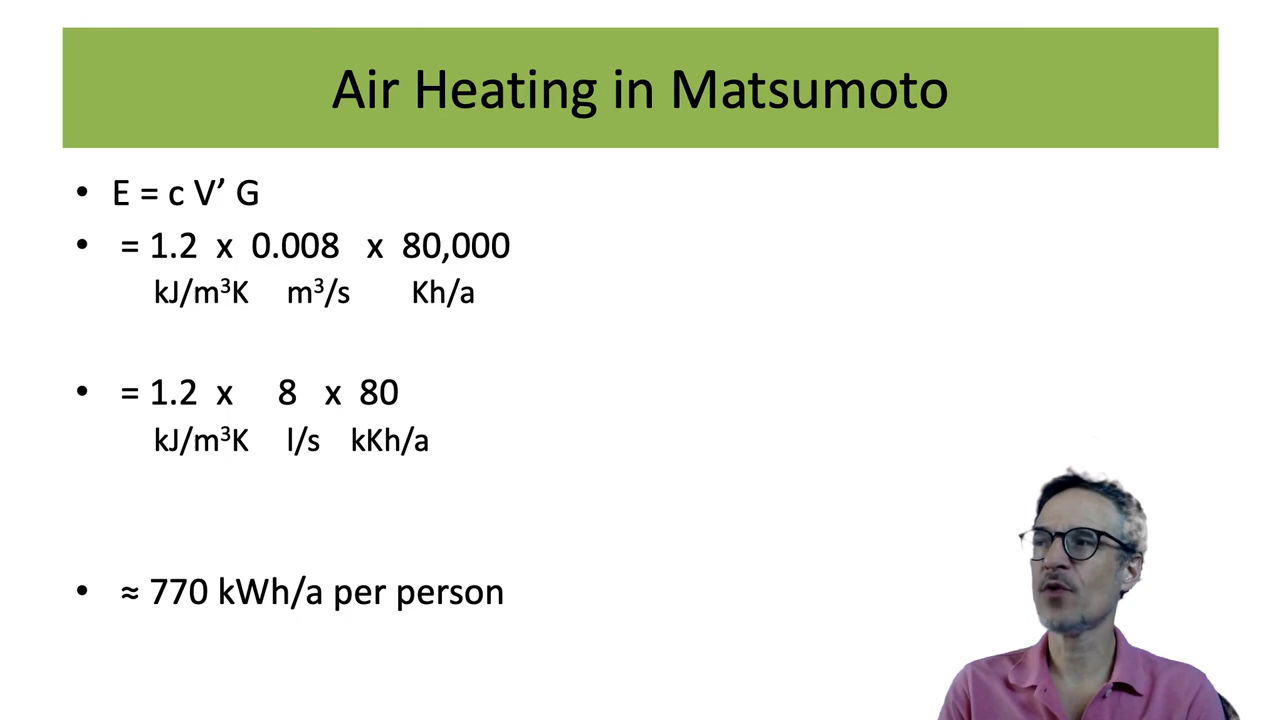 Air Heating in Matsumoto
• E = c V’ G
• = 1.2 x 0.008 x 80,000
kJ/m³K m³/s Kh/a
• = 1.2 x 8 x 80
kJ/m³K l/s kKh/a
• ≈ 770 kWh/a per person